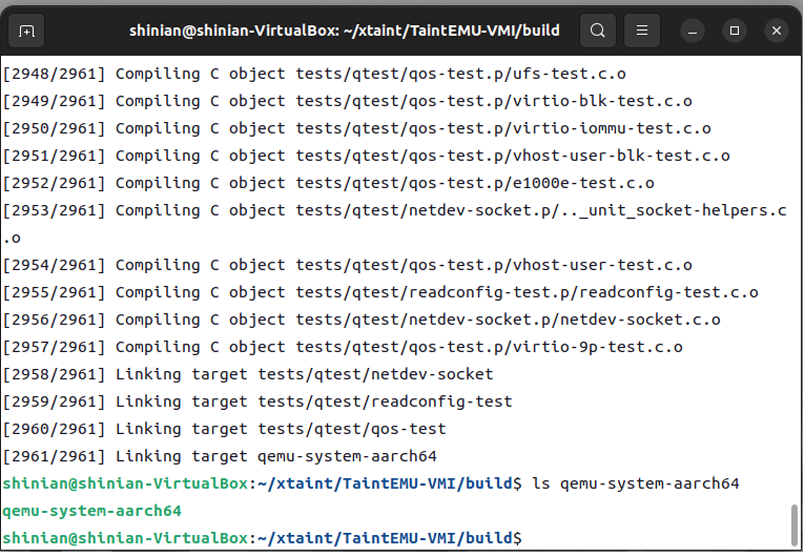 shinian@shinian-VirtualBox: ~/xtaint/TaintEMU-VMI/build
[2948/2961] Compiling C object tests/qtest/qos-test.p/ufs-test.c.o
[2949/2961] Compiling C object tests/qtest/qos-test.p/virtio-blk-test.c.o
[2950/2961] Compiling C object tests/qtest/qos-test.p/virtio-iommu-test.c.o
[2951/2961] Compiling C object tests/qtest/qos-test.p/vhost-user-blk-test.c.o
[2952/2961] Compiling C object tests/qtest/qos-test.p/e1000e-test.c.o
[2953/2961] Compiling C object tests/qtest/netdev-socket.p/.._unit_socket-helpers.c
.o
[2954/2961] Compiling C object tests/qtest/qos-test.p/vhost-user-test.c.o
[2955/2961] Compiling C object tests/qtest/readconfig-test.p/readconfig-test.c.o
[2956/2961] Compiling C object tests/qtest/netdev-socket.p/netdev-socket.c.o
[2957/2961] Compiling C object tests/qtest/qos-test.p/virtio-9p-test.c.o
[2958/2961] Linking target tests/qtest/netdev-socket
[2959/2961] Linking target tests/qtest/readconfig-test
[2960/2961] Linking target tests/qtest/qos-test
[2961/2961] Linking target qemu-system-aarch64
shinian@shinian-VirtualBox:~/xtaint/TaintEMU-VMI/build$ ls qemu-system-aarch64
qemu-system-aarch64
shinian@shinian-VirtualBox:~/xtaint/TaintEMU-VMI/build$